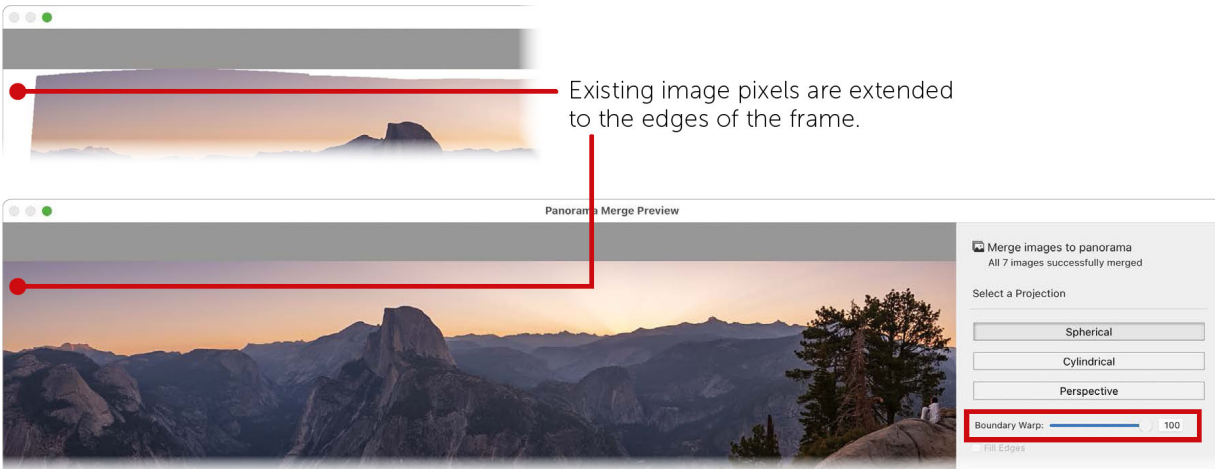 Existing image pixels are extended
to the edges of the frame.
Panorama Merge Preview
Merge images to panorama
All 7 images successfully merged
Select a Projection
Spherical
Cylindrical
Perspective
Boundary Warp: 100
Fill Edges